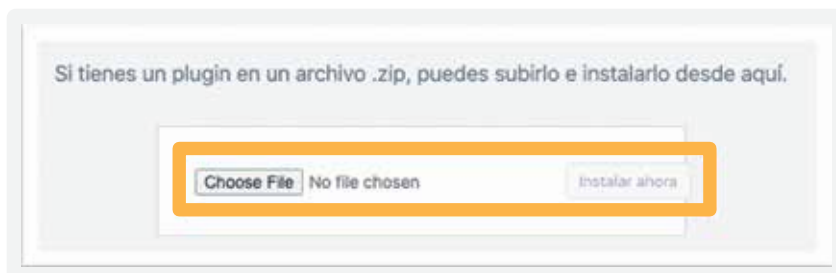 Si tienes un plugin en un archivo .zip, puedes subirlo e instalarlo desde aquí.
Choose File No file chosen Instalar ahora